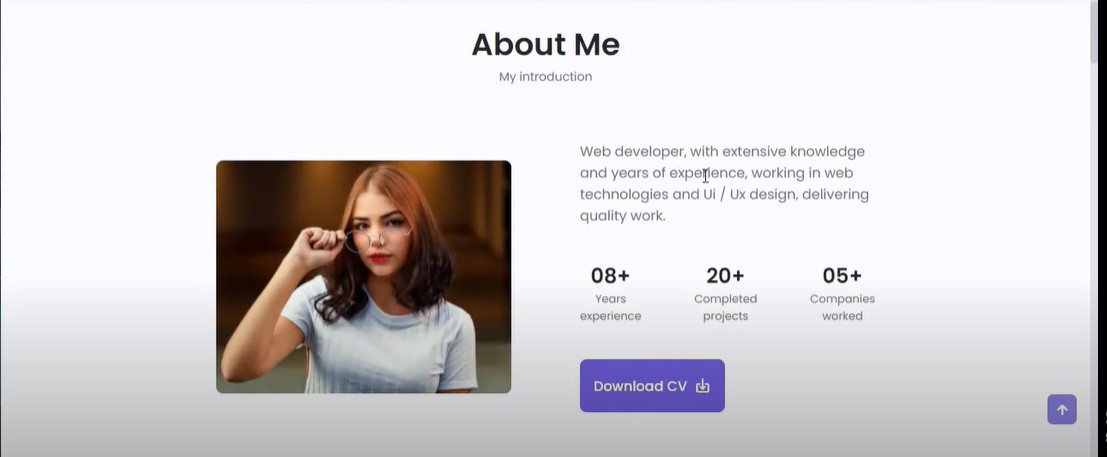 About Me
My introduction
Web developer, with extensive knowledge
and years of experience, working in web
technologies and Ui / Ux design, delivering
quality work.
08+
Years
experience
20+
Completed
projects
05+
Companies
worked
Download CV